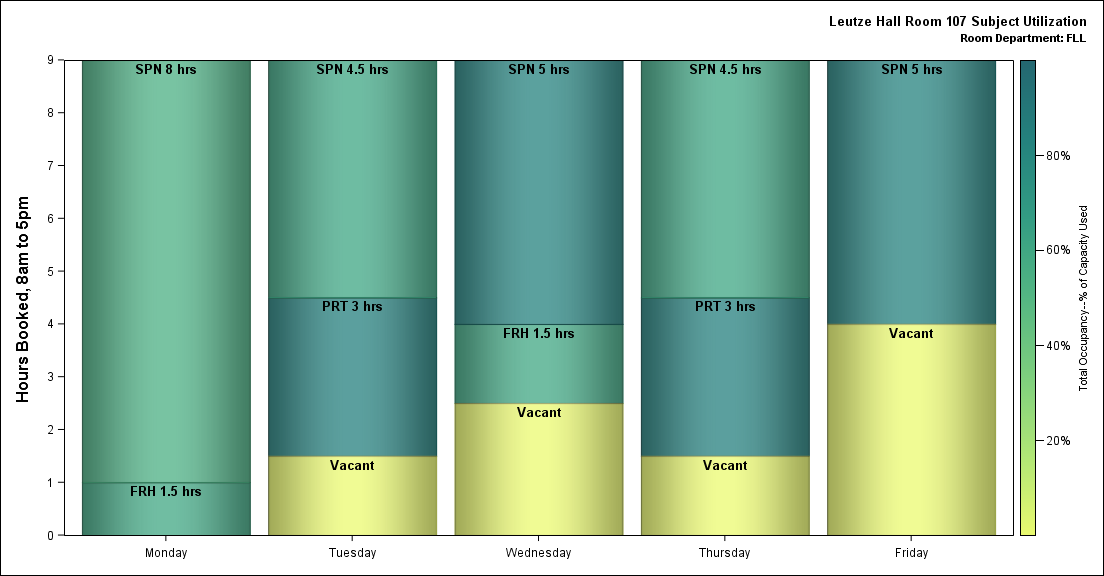 Leutze Hall Room 107 Subject Utilization
Room Department: FLL
Hours Booked, 8am to 5pm
9
8
7
6
5
4
3
2
1
0
SPN 8 hrs
FRH 1.5 hrs
SPN 4.5 hrs
PRT 3 hrs
Vacant
SPN 5 hrs
FRH 1.5 hrs
Vacant
SPN 4.5 hrs
PRT 3 hrs
Vacant
SPN 5 hrs
Vacant
Monday
Tuesday
Wednesday
Thursday
Friday
80%
60%
40%
20%
Total Occupancy--% of Capacity Used